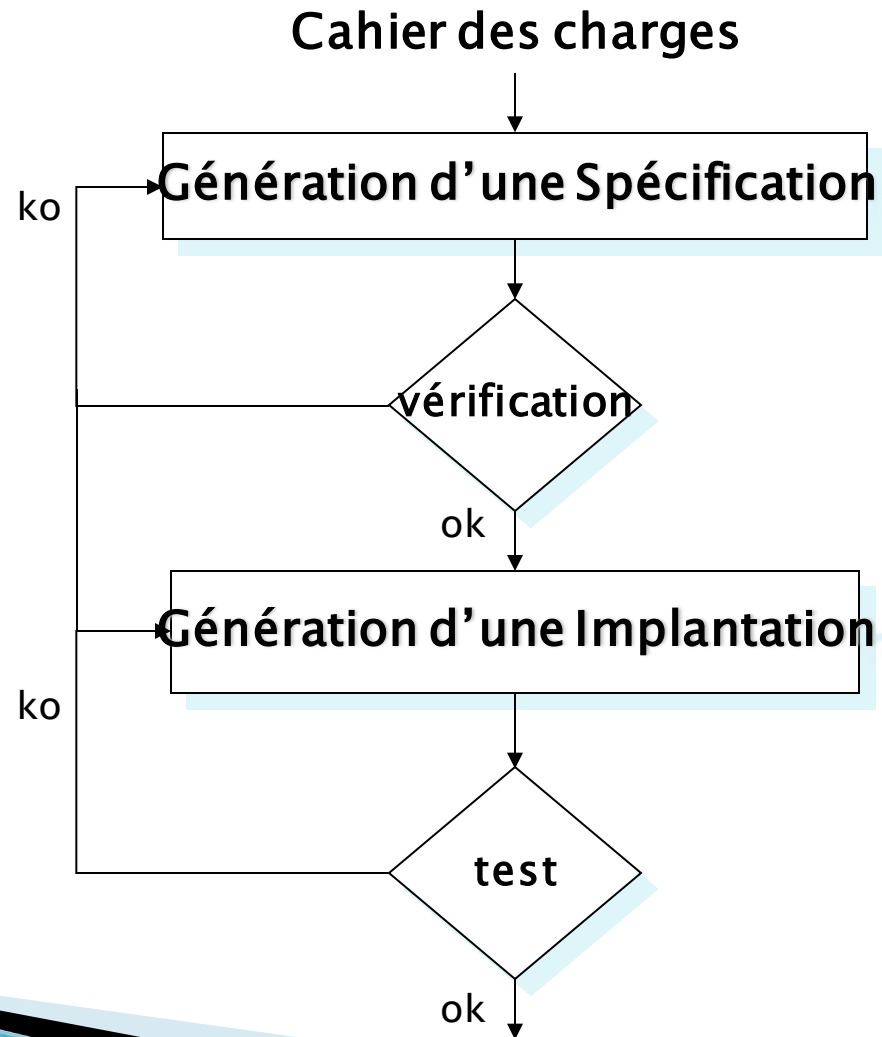 Cahier des charges
Génération d’une Spécification
ko
vérification
ok
Génération d’une Implantation
ko
test
ok